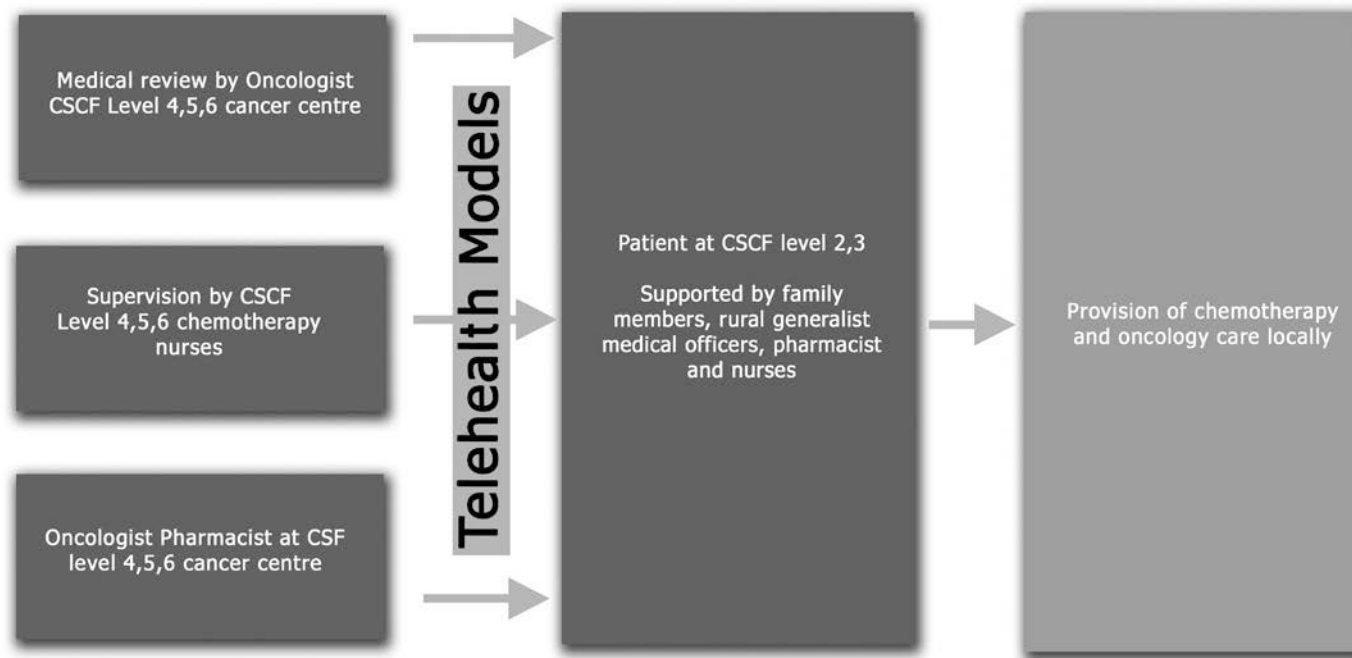 Medical review by Oncologist
CSCF Level 4,5,6 cancer centre
Supervision by CSCF
Level 4,5,6 chemotherapy
nurses
Oncologist Pharmacist at CSF
level 4,5,6 cancer centre
Telehealth Models
Patient at CSCF level 2,3
Supported by family
members, rural generalist
medical officers, pharmacist
and nurses
Provision of chemotherapy
and oncology care locally